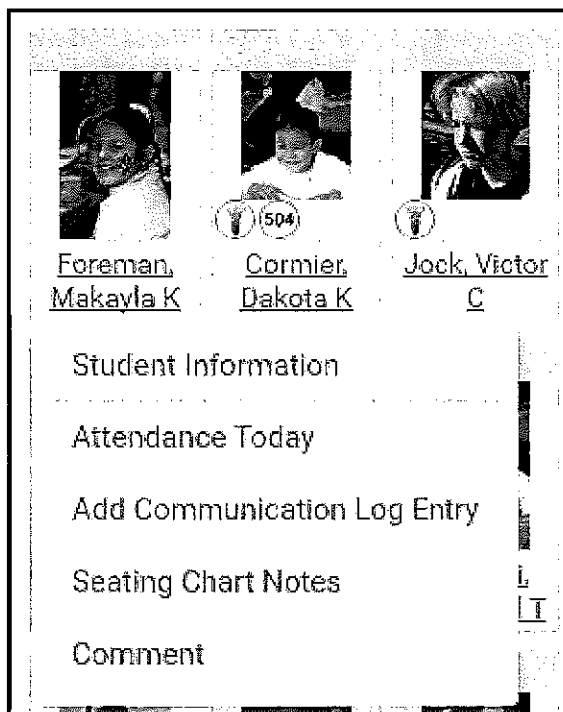 504
Foreman,
Makayla K
Cormier,
Dakota K
Jock, Victor
C
Student Information
Attendance Today
Add Communication Log Entry
Seating Chart Notes
Comment
T